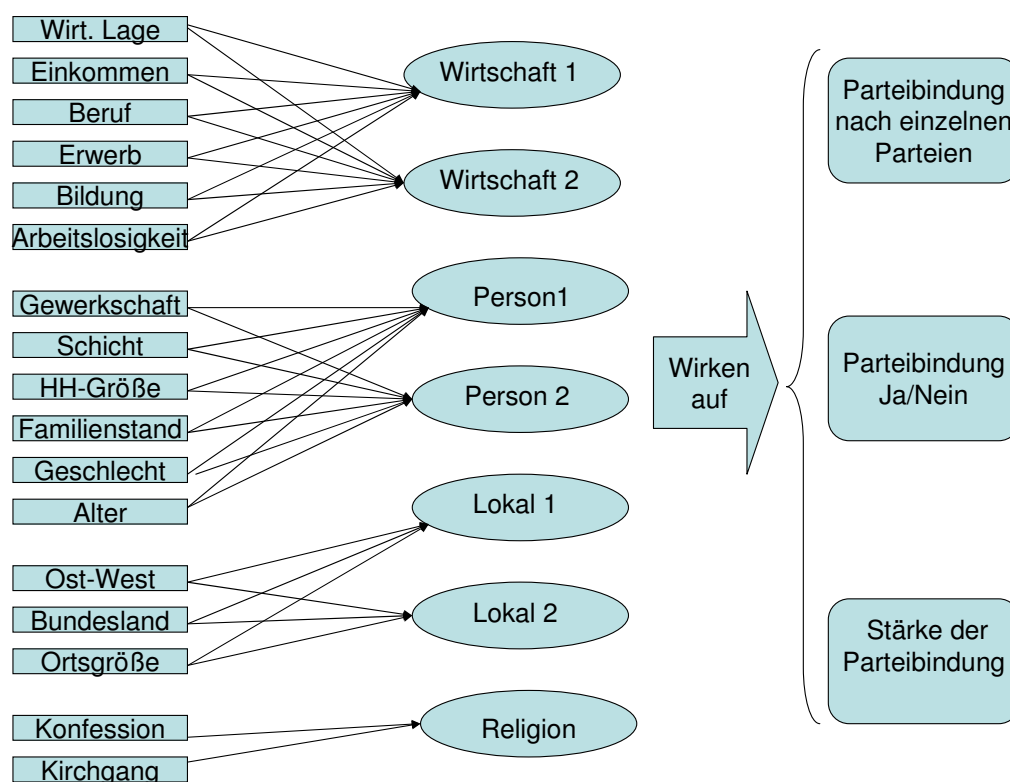 Wirt. Lage
Einkommen
Beruf
Erwerb
Bildung
Arbeitslosigkeit
Gewerkschaft
Schicht
HH-Größe
Familienstand
Geschlecht
Alter
Ost-West
Bundesland
Ortsgröße
Konfession
Kirchgang
Wirtschaft 1
Wirtschaft 2
Person1
Person 2
Lokal 1
Lokal 2
Religion
Wirken
auf
Parteibindung
nach einzelnen
Parteien
Parteibindung
Ja/Nein
Stärke der
Parteibindung